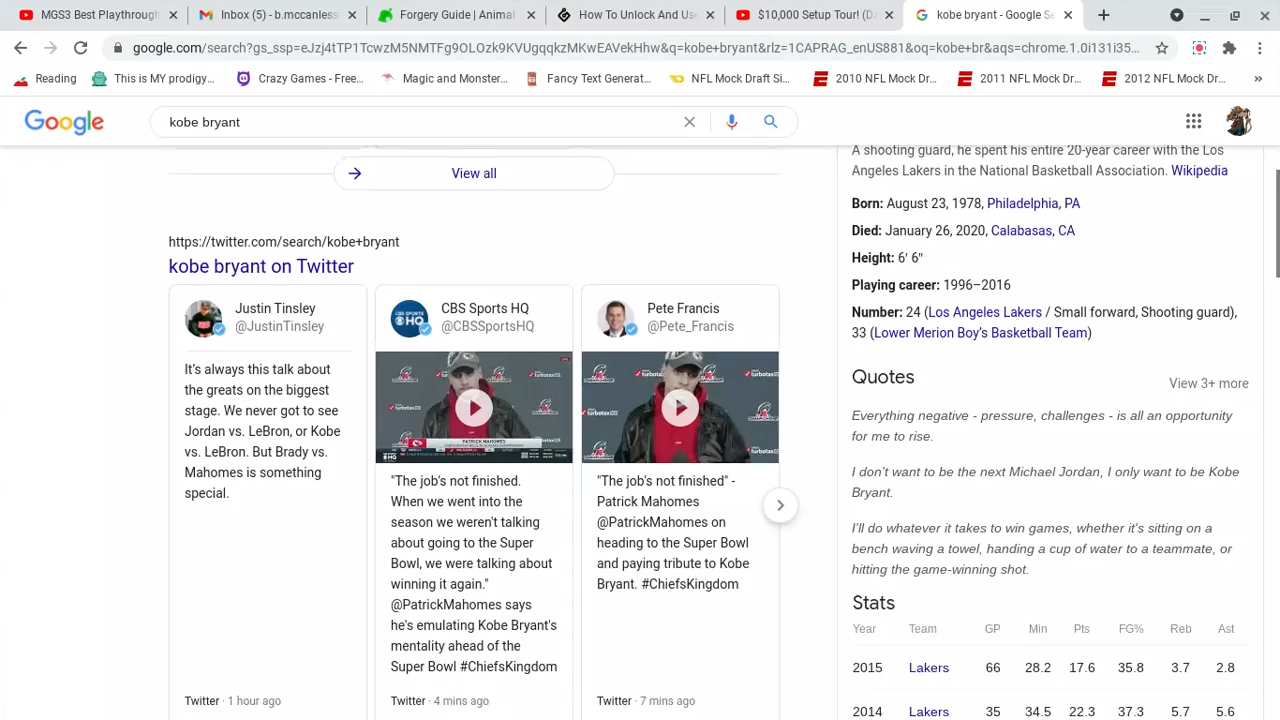 MGS3 Best Playthrough
Inbox (5) - b.mccanless
Forgery Guide | Animal
How To Unlock And Use
$10,000 Setup Tour! (Da
kobe bryant - Google Se
google.com/search?gs_ssp=eJzj4tTP1TcwzM5NMTFg9OLOzk9KVUgqqkzMKwEAVekHhw&q=kobe+bryant&rlz=1CAPRAG_enUS881&oq=kobe+br&aqs=chrome.1.0i131i35...
Reading
This is MY prodigy...
Crazy Games - Free...
Magic and Monster...
Fancy Text Generat...
NFL Mock Draft Si...
2010 NFL Mock Dr...
2011 NFL Mock Dr...
2012 NFL Mock Dr...
Google
kobe bryant
View all
https://twitter.com/search/kobe+bryant
kobe bryant on Twitter
Justin Tinsley
@JustinTinsley
It's always this talk about
the greats on the biggest
stage. We never got to see
Jordan vs. LeBron, or Kobe
vs. LeBron. But Brady vs.
Mahomes is something
special.
Twitter · 1 hour ago
CBS Sports HQ
@CBSSportsHQ
PATRICK MAHOMES
"The job's not finished.
When we went into the
season we weren't talking
about going to the Super
Bowl, we were talking about
winning it again."
@PatrickMahomes says
he's emulating Kobe Bryant's
mentality ahead of the
Super Bowl #ChiefsKingdom
Twitter · 4 mins ago
Pete Francis
@Pete_Francis
"The job's not finished" -
Patrick Mahomes
@PatrickMahomes on
heading to the Super Bowl
and paying tribute to Kobe
Bryant. #ChiefsKingdom
Twitter · 7 mins ago
A shooting guard, he spent his entire 20-year career with the Los
Angeles Lakers in the National Basketball Association. Wikipedia
Born: August 23, 1978, Philadelphia, PA
Died: January 26, 2020, Calabasas, CA
Height: 6′ 6″
Playing career: 1996–2016
Number: 24 (Los Angeles Lakers / Small forward, Shooting guard),
33 (Lower Merion Boy's Basketball Team)
Quotes
View 3+ more
Everything negative - pressure, challenges - is all an opportunity
for me to rise.
I don't want to be the next Michael Jordan, I only want to be Kobe
Bryant.
I'll do whatever it takes to win games, whether it's sitting on a
bench waving a towel, handing a cup of water to a teammate, or
hitting the game-winning shot.
Stats
Year Team GP Min Pts FG% Reb Ast
2015 Lakers 66 28.2 17.6 35.8 3.7 2.8
2014 Lakers 35 34.5 22.3 37.3 5.7 5.6